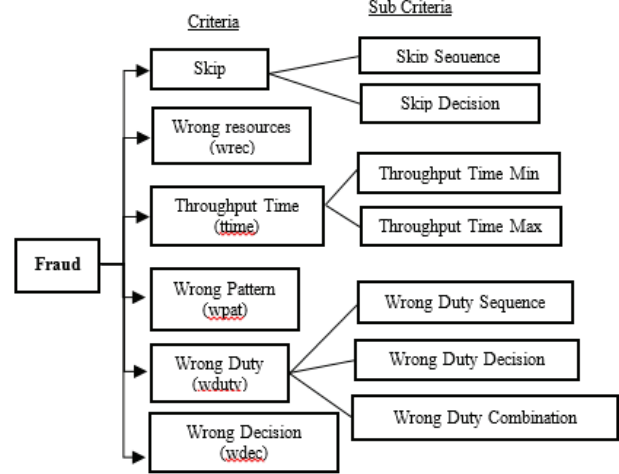 Criteria
Sub Criteria
Skip
Skip Sequence
Skip Decision
Wrong resources
(wrec)
Throughput Time
(ttime)
Throughput Time Min
Throughput Time Max
Fraud
Wrong Pattern
(wpat)
Wrong Duty
(wduty)
Wrong Duty Sequence
Wrong Duty Decision
Wrong Duty Combination
Wrong Decision
(wdec)